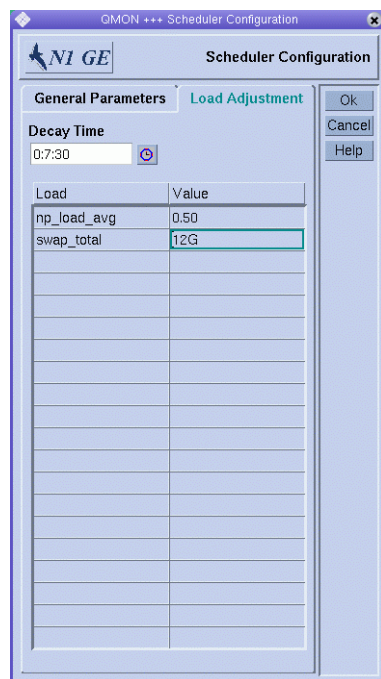 QMON +++ Scheduler Configuration
N1 GE
Scheduler Configuration
General Parameters Load Adjustment
Ok
Cancel
Help
Decay Time
0:7:30
Load Value
np_load_avg 0.50
swap_total 12G